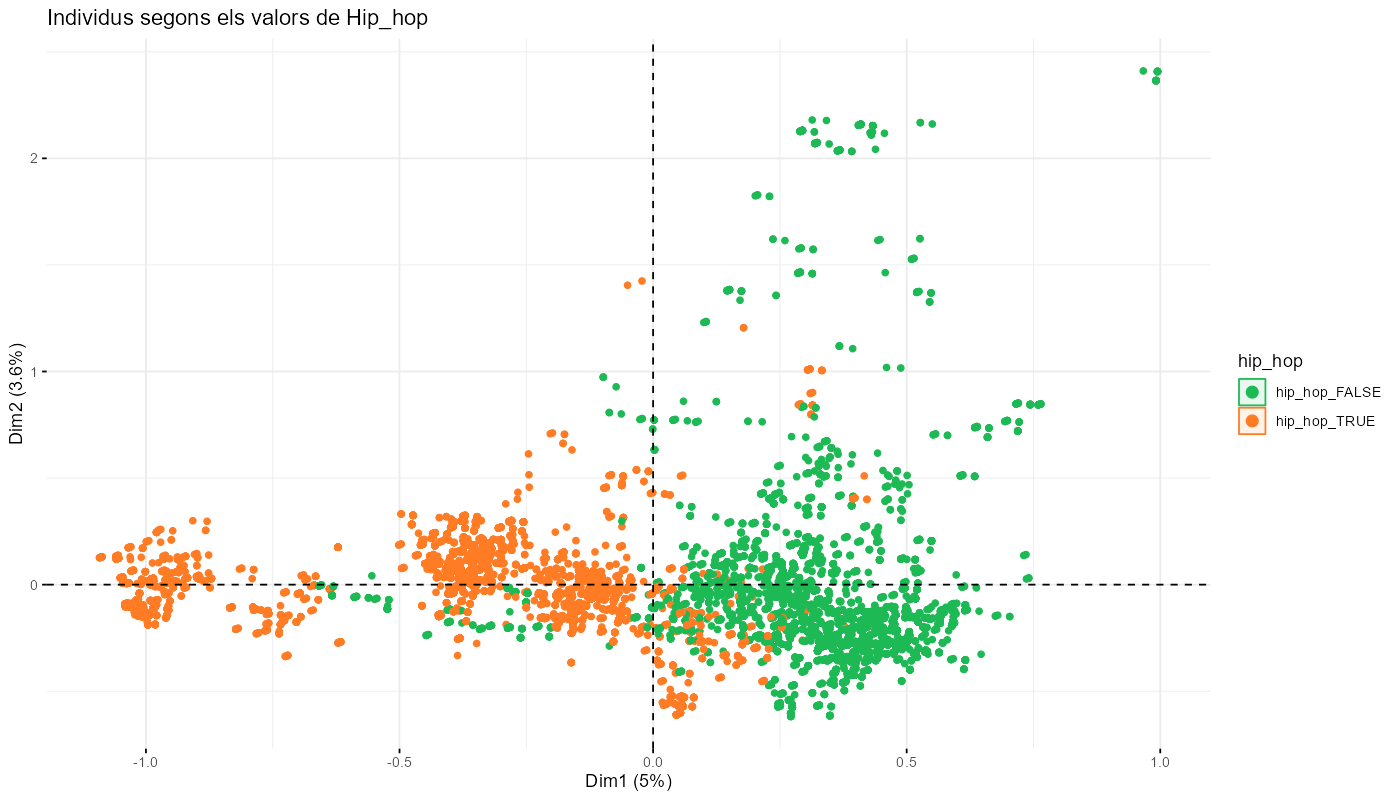 Individus segons els valors de Hip_hop
Dim2 (3.6%)
2
1
0
-1.0
-0.5
0.0
0.5
1.0
Dim1 (5%)
hip_hop
hip_hop_FALSE
hip_hop_TRUE